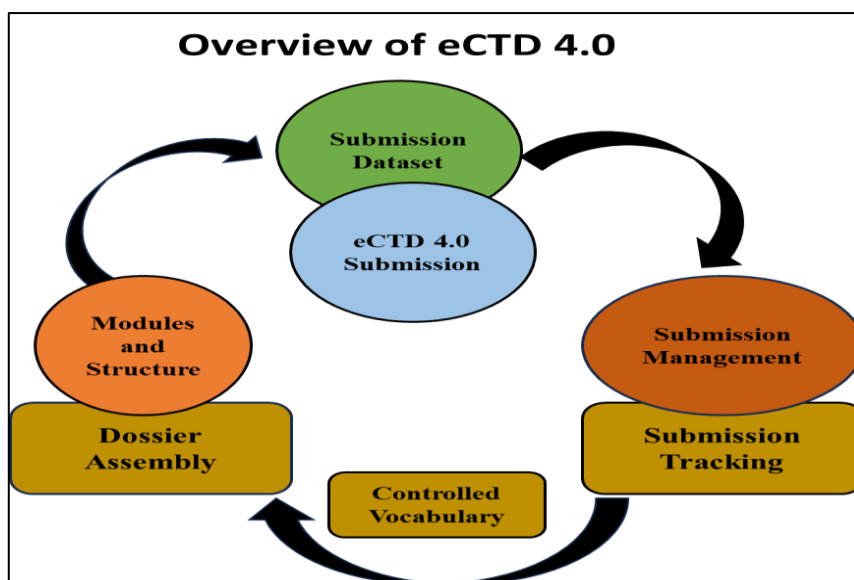 Overview of eCTD 4.0
Submission
Dataset
eCTD 4.0
Submission
Modules
and
Structure
Submission
Management
Dossier
Assembly
Submission
Tracking
Controlled
Vocabulary